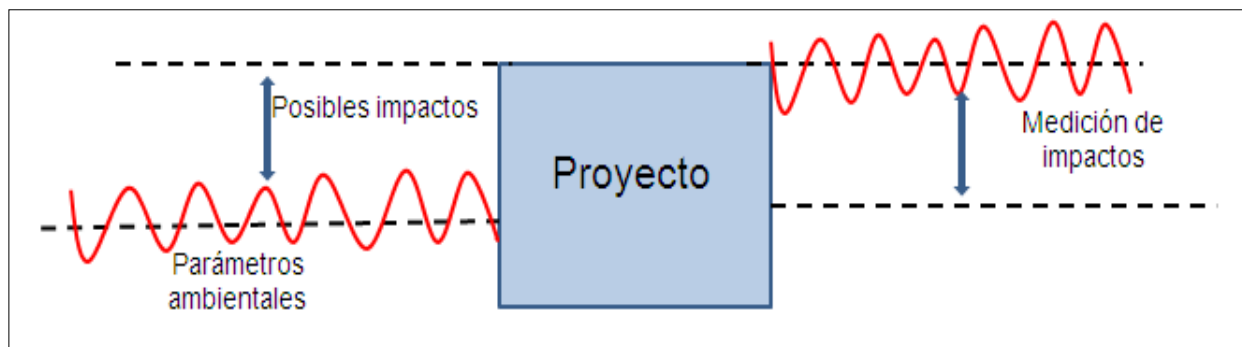 Posibles impactos
Parámetros
ambientales
Proyecto
Medición de
impactos